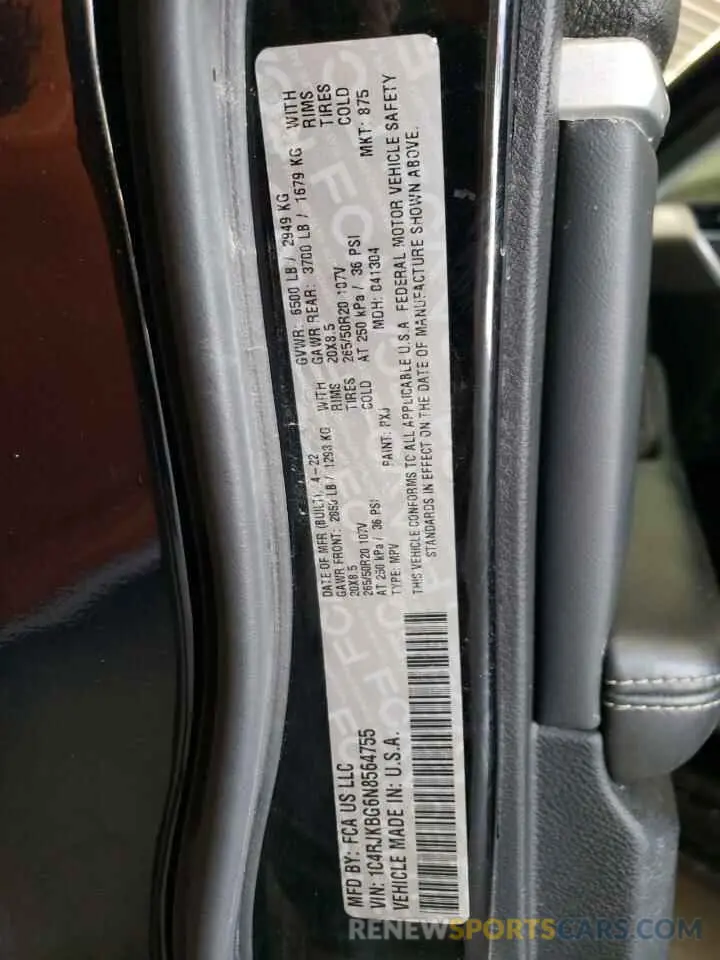 MFD BY: FCA US LLC
VIN: 1C4RJKBG6N8564755
VEHICLE MADE IN: U.S.A.
DATE OF MFR (BUILT): 4-22
GAWR FRONT: 2850 LB / 1293 KG WITH
20X8.5 RIMS
265/50R20 107V TIRES
AT 250 kPa / 36 PSI COLD
TYPE: MPV PAINT: PXJ
GVWR: 6500 LB / 2949 KG
GAWR REAR: 3700 LB / 1679 KG WITH
20X8.5 RIMS
265/50R20 107V TIRES
AT 250 kPa / 36 PSI COLD
MDH: 041304 MKT: 875
THIS VEHICLE CONFORMS TO ALL APPLICABLE U.S.A. FEDERAL MOTOR VEHICLE SAFETY
STANDARDS IN EFFECT ON THE DATE OF MANUFACTURE SHOWN ABOVE.
RENEWSPORTSCARS.COM